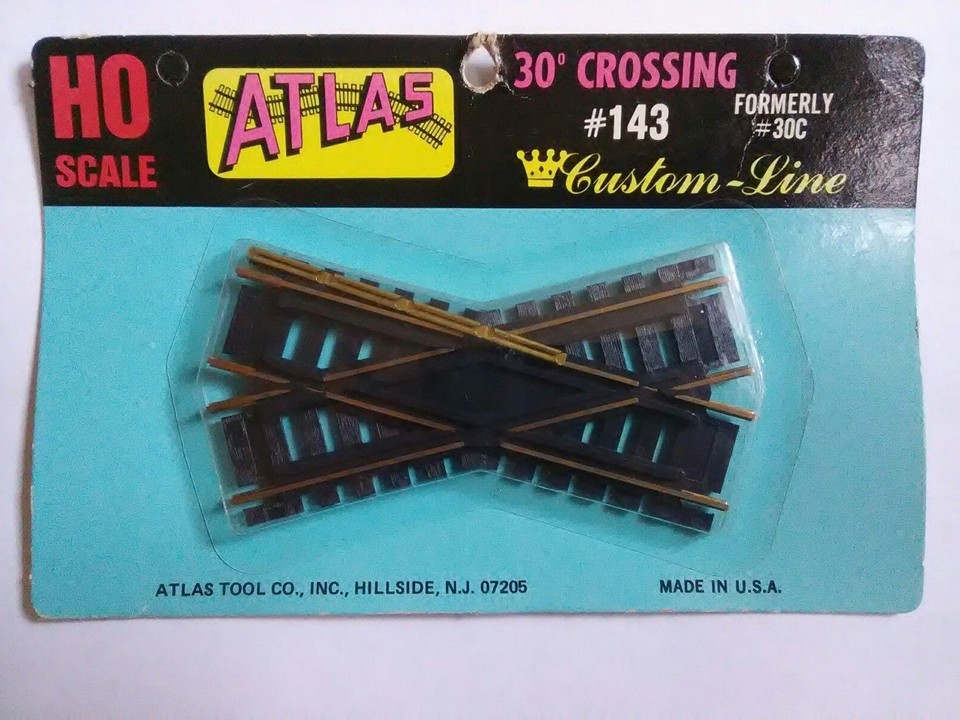 HO
SCALE
ATLAS
30° CROSSING
#143
FORMERLY
#30C
Custom-Line
ATLAS TOOL CO., INC., HILLSIDE, N.J. 07205
MADE IN U.S.A.